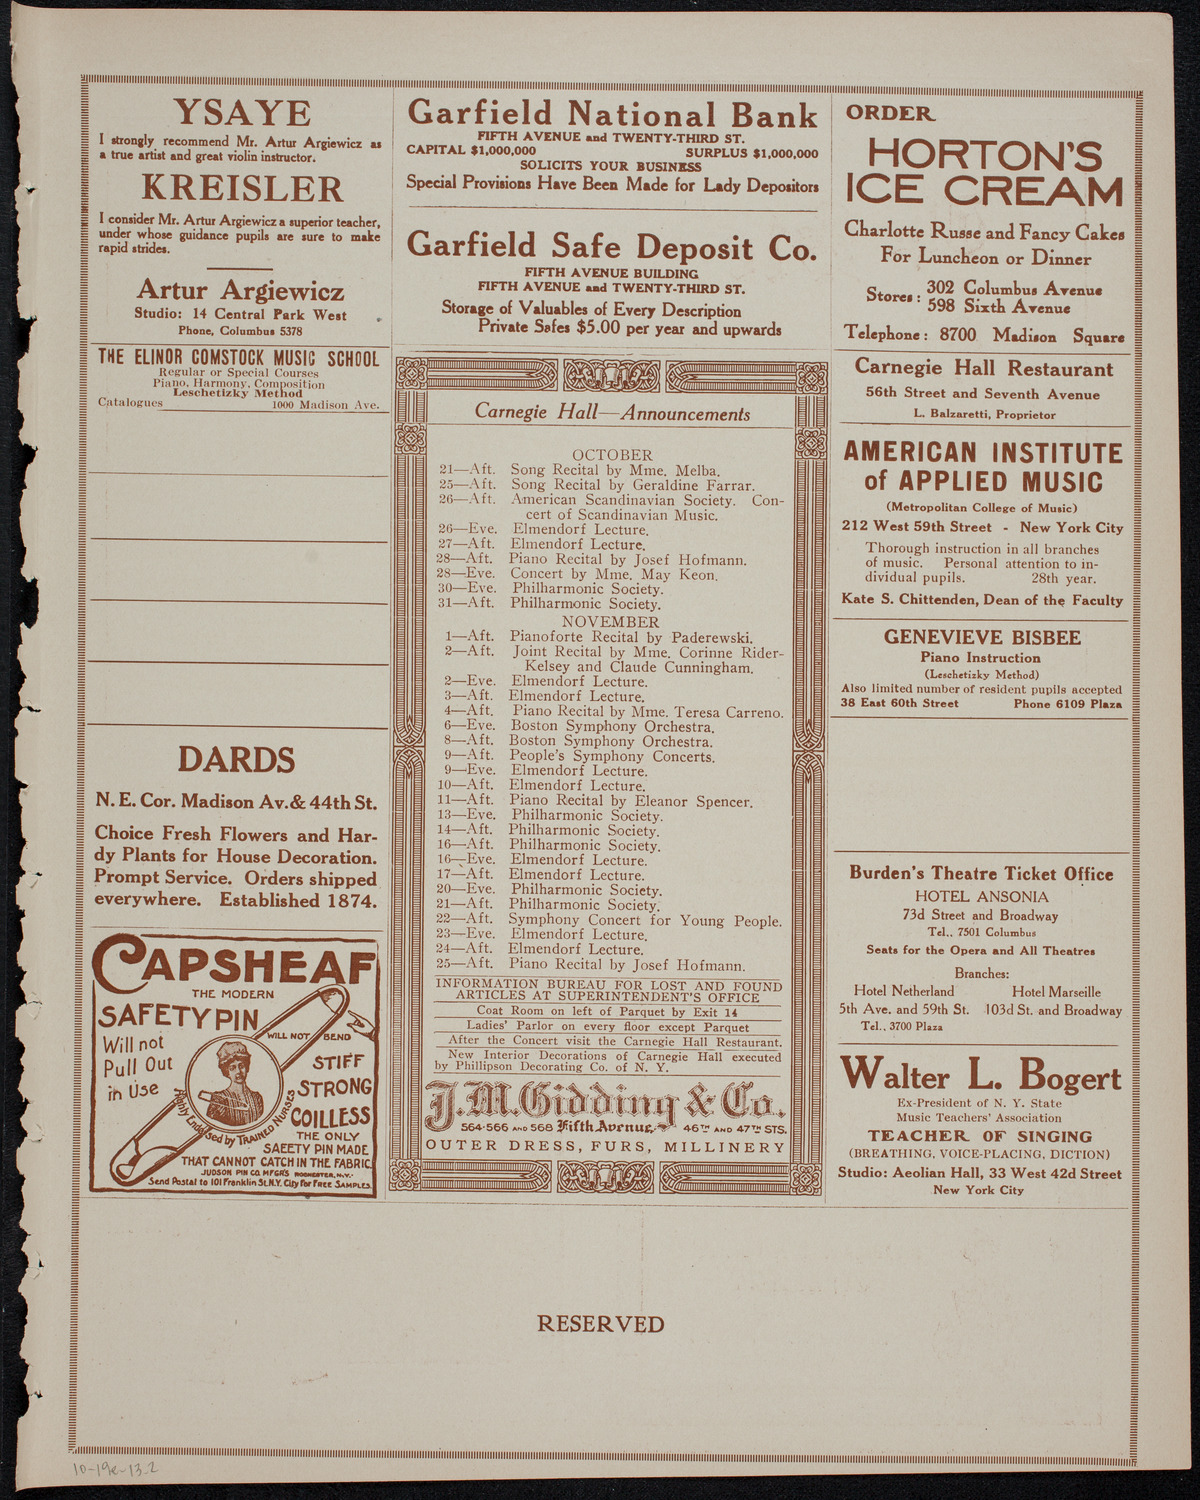 YSAYE
I strongly recommend Mr. Artur Argiewicz as
a true artist and great violin instructor.
KREISLER
I consider Mr. Artur Argiewicz a superior teacher,
under whose guidance pupils are sure to make
rapid strides.
Artur Argiewicz
Studio: 14 Central Park West
Phone, Columbus 5378
THE ELINOR COMSTOCK MUSIC SCHOOL
Regular or Special Courses
Piano, Harmony, Composition
Leschetizky Method
Catalogues 1000 Madison Ave.
DARDS
N. E. Cor. Madison Av. & 44th St.
Choice Fresh Flowers and Har-
dy Plants for House Decoration.
Prompt Service. Orders shipped
everywhere. Established 1874.
CAPSHEAF
THE MODERN
SAFETY PIN
WILL NOT BEND
Will not
Pull Out
in Use
STIFF
STRONG
COILLESS
Highly Endorsed by TRAINED NURSES
THE ONLY
SAFETY PIN MADE
THAT CANNOT CATCH IN THE FABRIC.
JUDSON PIN CO. MFGRS ROCHESTER, N.Y.
Send Postal to 101 Franklin St. N.Y. City for FREE SAMPLES.
Garfield National Bank
FIFTH AVENUE and TWENTY-THIRD ST.
CAPITAL $1,000,000 SURPLUS $1,000,000
SOLICITS YOUR BUSINESS
Special Provisions Have Been Made for Lady Depositors
Garfield Safe Deposit Co.
FIFTH AVENUE BUILDING
FIFTH AVENUE and TWENTY-THIRD ST.
Storage of Valuables of Every Description
Private Safes $5.00 per year and upwards
Carnegie Hall—Announcements
OCTOBER
21—Aft. Song Recital by Mme. Melba.
25—Aft. Song Recital by Geraldine Farrar.
26—Aft. American Scandinavian Society. Con-
cert of Scandinavian Music.
26—Eve. Elmendorf Lecture.
27—Aft. Elmendorf Lecture.
28—Aft. Piano Recital by Josef Hofmann.
28—Eve. Concert by Mme. May Keon.
30—Eve. Philharmonic Society.
31—Aft. Philharmonic Society.
NOVEMBER
1—Aft. Pianoforte Recital by Paderewski.
2—Aft. Joint Recital by Mme. Corinne Rider-
Kelsey and Claude Cunningham.
2—Eve. Elmendorf Lecture.
3—Aft. Elmendorf Lecture.
4—Aft. Piano Recital by Mme. Teresa Carreno.
6—Eve. Boston Symphony Orchestra.
8—Aft. Boston Symphony Orchestra.
9—Aft. People's Symphony Concerts.
9—Eve. Elmendorf Lecture.
10—Aft. Elmendorf Lecture.
11—Aft. Piano Recital by Eleanor Spencer.
13—Eve. Philharmonic Society.
14—Aft. Philharmonic Society.
16—Aft. Philharmonic Society.
16—Eve. Elmendorf Lecture.
17—Aft. Elmendorf Lecture.
20—Eve. Philharmonic Society.
21—Aft. Philharmonic Society.
22—Aft. Symphony Concert for Young People.
23—Eve. Elmendorf Lecture.
24—Aft. Elmendorf Lecture.
25—Aft. Piano Recital by Josef Hofmann.
INFORMATION BUREAU FOR LOST AND FOUND
ARTICLES AT SUPERINTENDENT'S OFFICE
Coat Room on left of Parquet by Exit 14
Ladies' Parlor on every floor except Parquet
After the Concert visit the Carnegie Hall Restaurant.
New Interior Decorations of Carnegie Hall executed
by Phillipson Decorating Co. of N. Y.
J. M. Gidding & Co.
564-566 AND 568 Fifth Avenue 46TH AND 47TH STS.
OUTER DRESS, FURS, MILLINERY
ORDER
HORTON'S
ICE CREAM
Charlotte Russe and Fancy Cakes
For Luncheon or Dinner
Stores: 302 Columbus Avenue
598 Sixth Avenue
Telephone: 8700 Madison Square
Carnegie Hall Restaurant
56th Street and Seventh Avenue
L. Balzaretti, Proprietor
AMERICAN INSTITUTE
of APPLIED MUSIC
(Metropolitan College of Music)
212 West 59th Street - New York City
Thorough instruction in all branches
of music. Personal attention to in-
dividual pupils. 28th year.
Kate S. Chittenden, Dean of the Faculty
GENEVIEVE BISBEE
Piano Instruction
(Leschetizky Method)
Also limited number of resident pupils accepted
38 East 60th Street Phone 6109 Plaza
Burden's Theatre Ticket Office
HOTEL ANSONIA
73d Street and Broadway
Tel., 7501 Columbus
Seats for the Opera and All Theatres
Branches:
Hotel Netherland Hotel Marseille
5th Ave. and 59th St. 103d St. and Broadway
Tel., 3700 Plaza
Walter L. Bogert
Ex-President of N. Y. State
Music Teachers' Association
TEACHER OF SINGING
(BREATHING, VOICE-PLACING, DICTION)
Studio: Aeolian Hall, 33 West 42d Street
New York City
RESERVED
10-19e-13-2